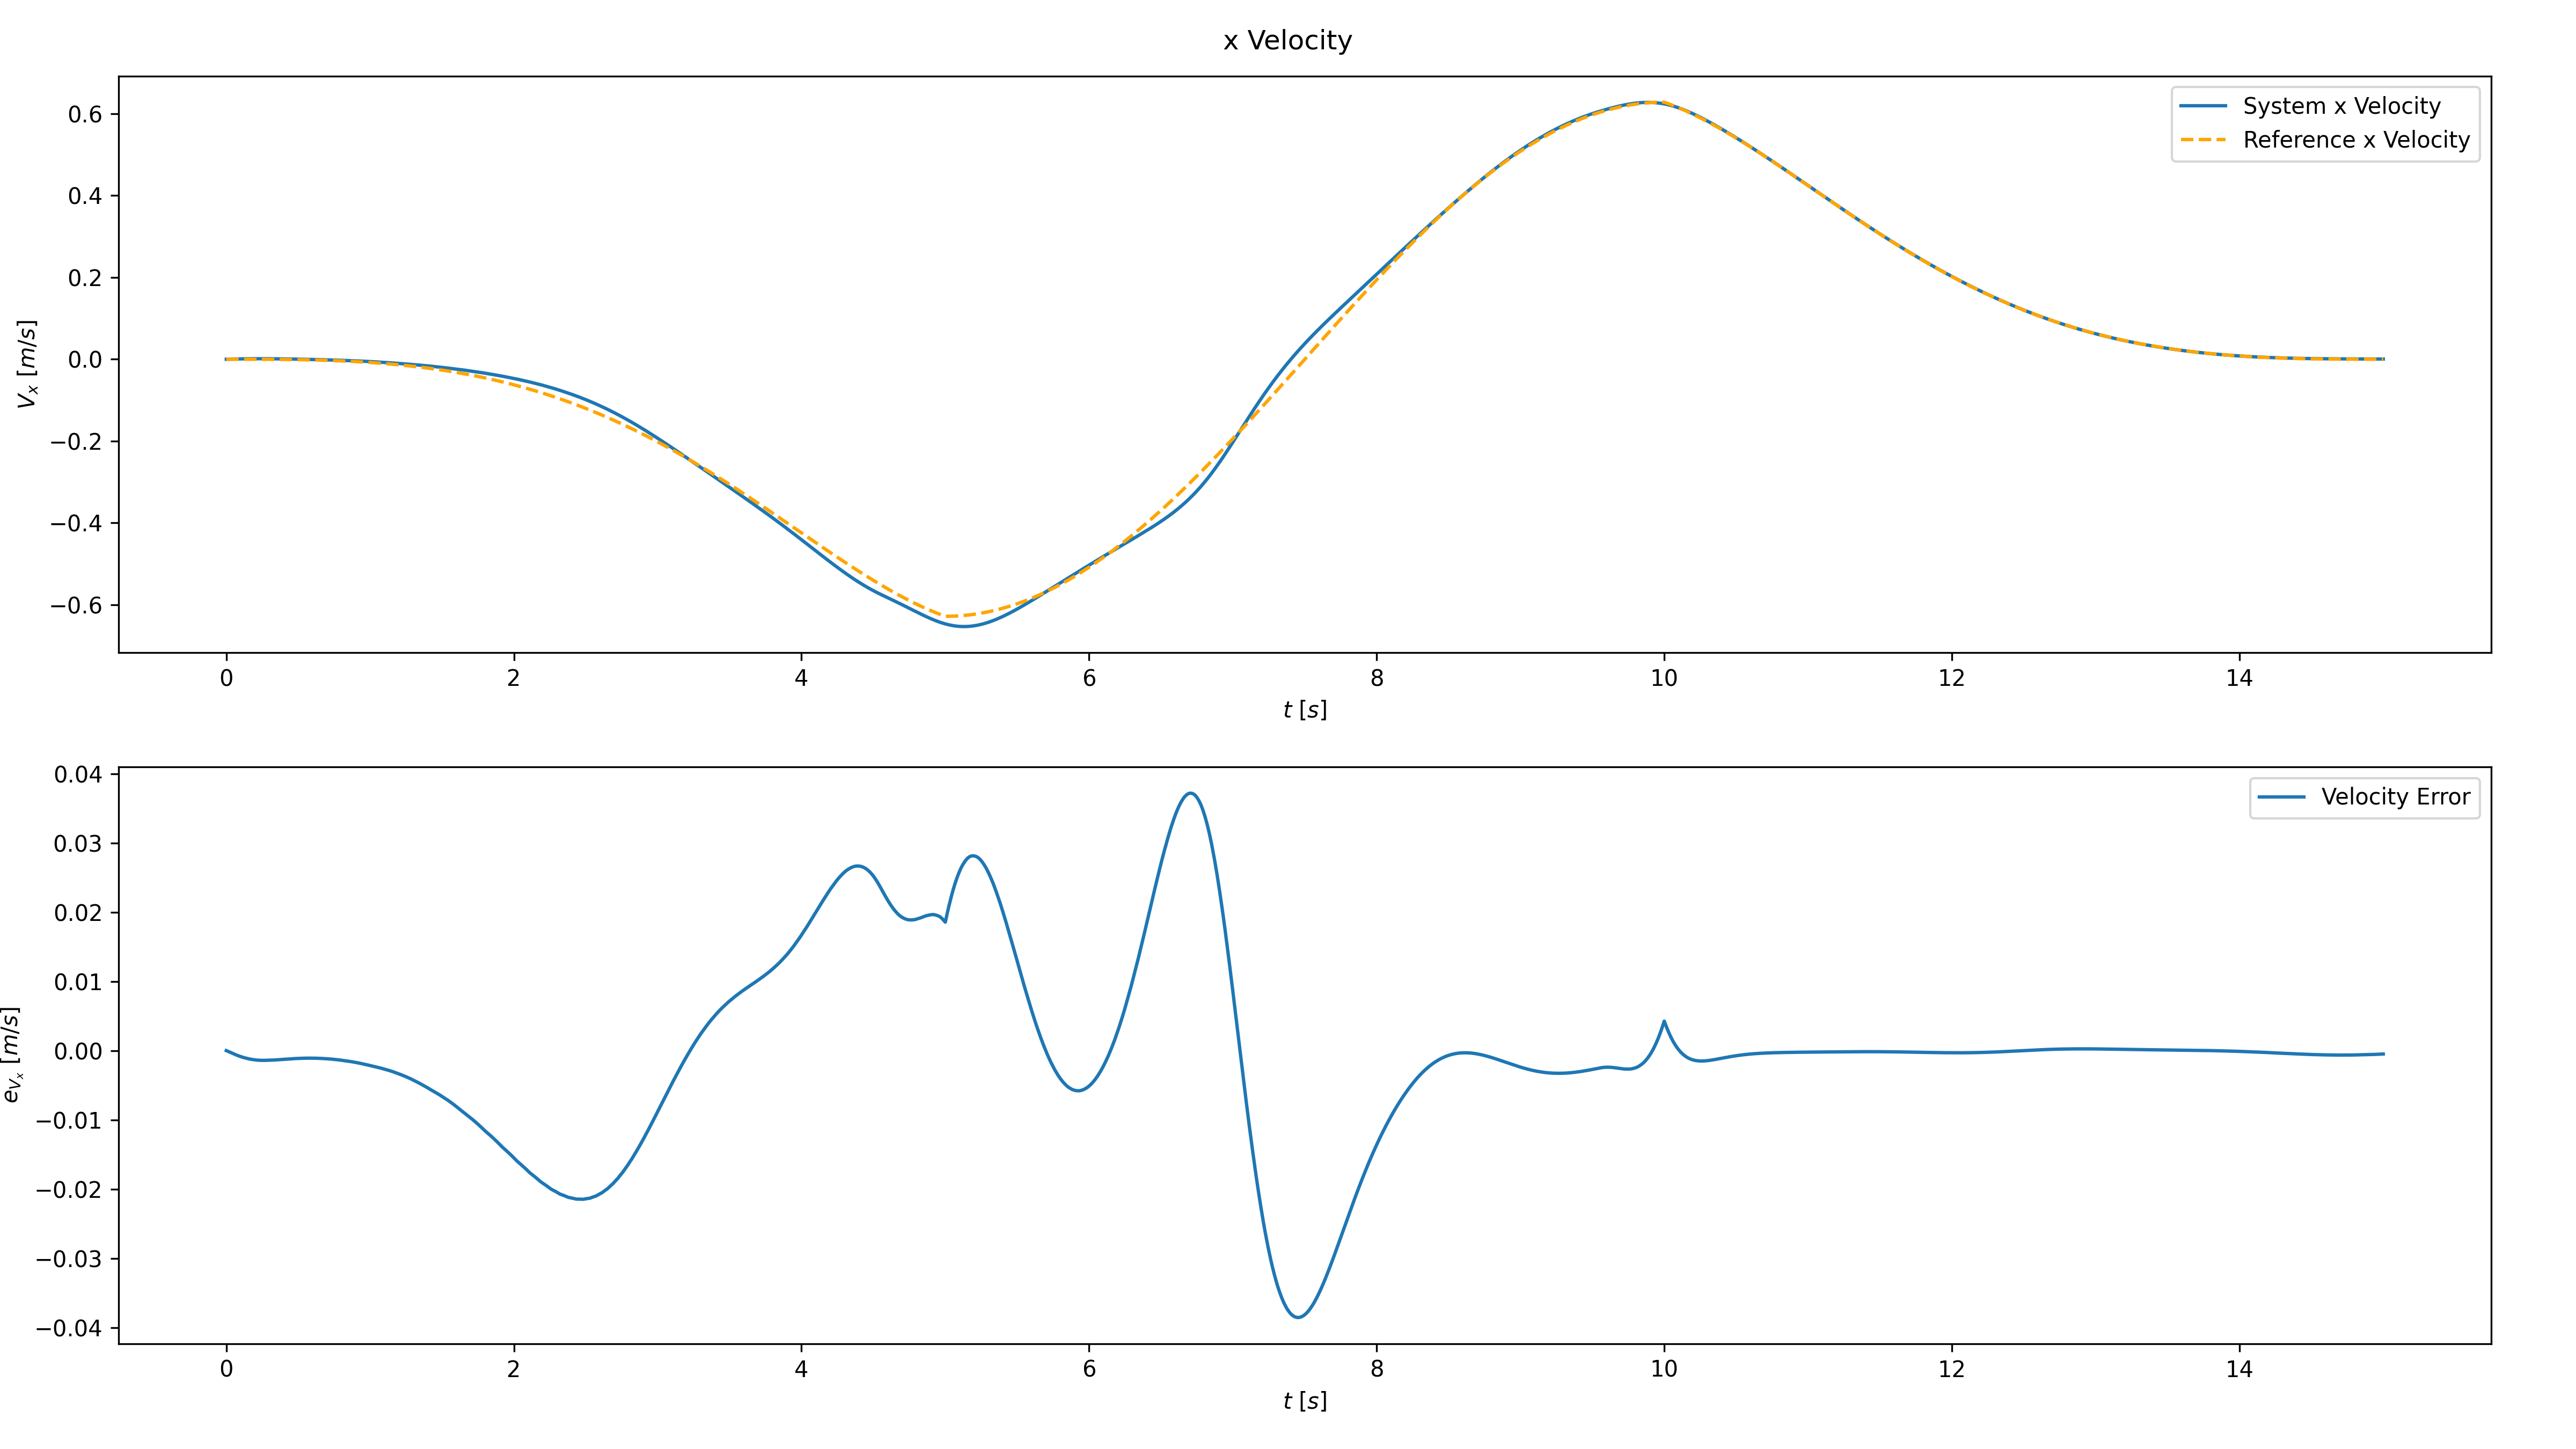 x Velocity
System x Velocity
Reference x Velocity
0.6
0.4
0.2
0.0
−0.2
−0.4
−0.6
V_x [m/s]
0 2 4 6 8 10 12 14
t [s]
Velocity Error
0.04
0.03
0.02
0.01
0.00
−0.01
−0.02
−0.03
−0.04
e_{V_x} [m/s]
0 2 4 6 8 10 12 14
t [s]